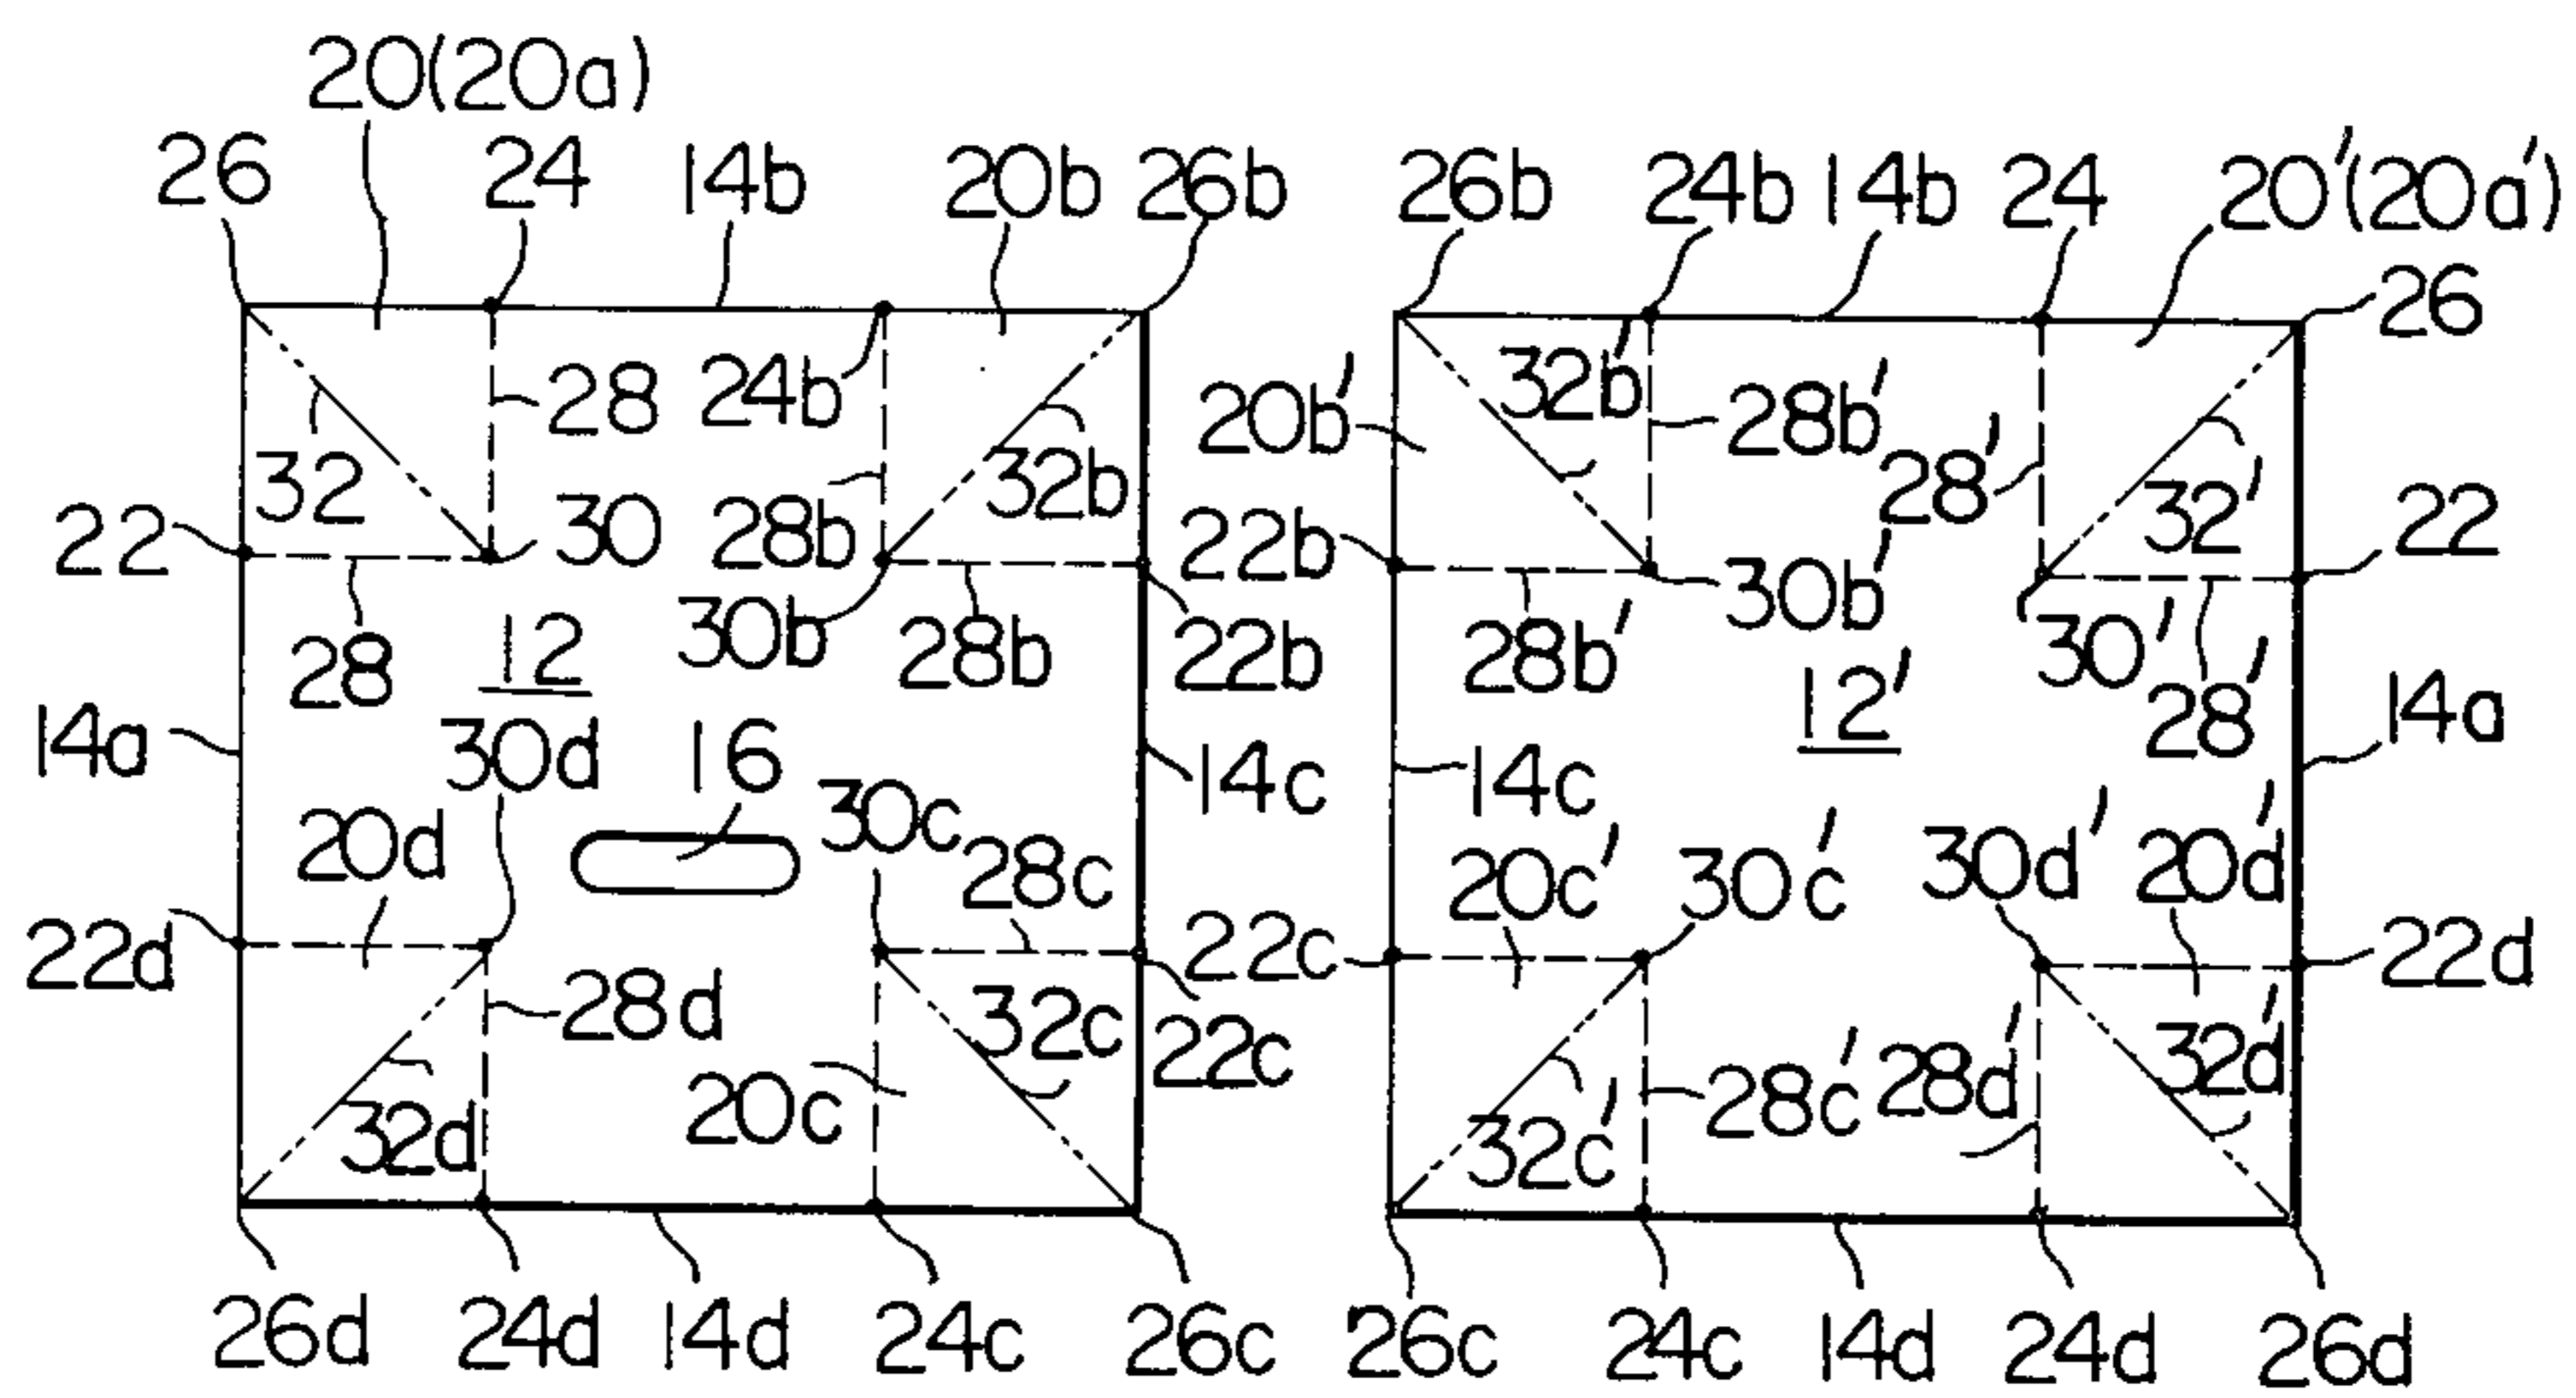 20(20a)
26 24 14b 20b 26b 26b 24b 14b 24 20'(20a')
26
28 24b 20b' 32b' 28b' 28'
32 32b 32'
22 30 28b 22b 22
28 12 30b 28b 22b 28b' 30b' 30' 28'
12'
14a 30d 16 14c 14c 14a
20d 30c 28c 20c' 30'c' 30d' 20d'
22d 22c 22d
28d 32c 22c 28'c' 28d' 32d'
32d 20c 32c'
26d 24d 14d 24c 26c 26c 24c 14d 24d 26d